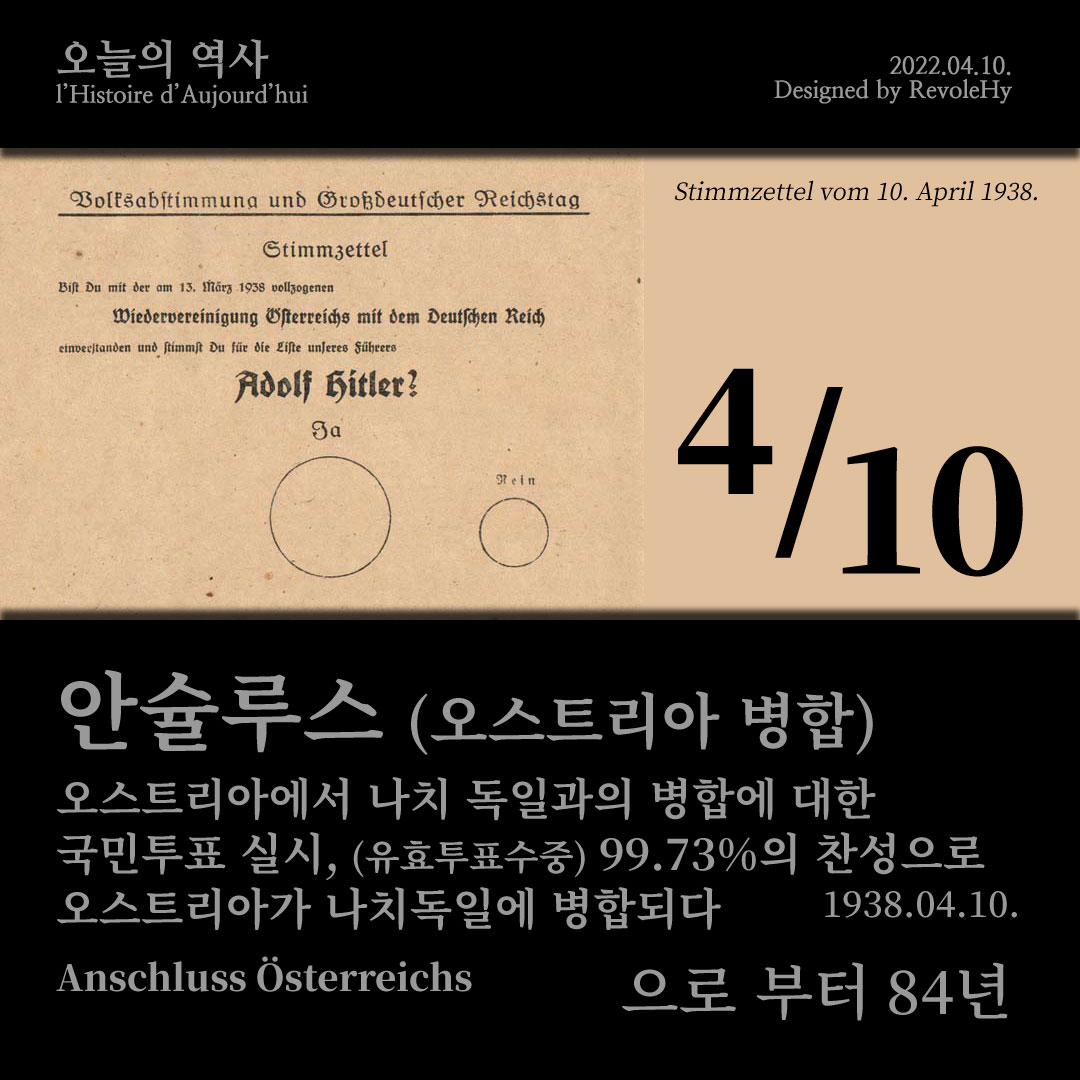 오늘의 역사
l'Histoire d'Aujourd'hui
2022.04.10.
Designed by RevoleHy
Volksabstimmung und Großdeutscher Reichstag
Stimmzettel
Bist Du mit der am 13. März 1938 vollzogenen
Wiedervereinigung Österreichs mit dem Deutschen Reich
einverstanden und stimmst Du für die Liste unseres Führers
Adolf Hitler?
Ja
Nein
Stimmzettel vom 10. April 1938.
4/10
안슐루스 (오스트리아 병합)
오스트리아에서 나치 독일과의 병합에 대한
국민투표 실시, (유효투표수중) 99.73%의 찬성으로
오스트리아가 나치독일에 병합되다
1938.04.10.
Anschluss Österreichs
으로 부터 84년